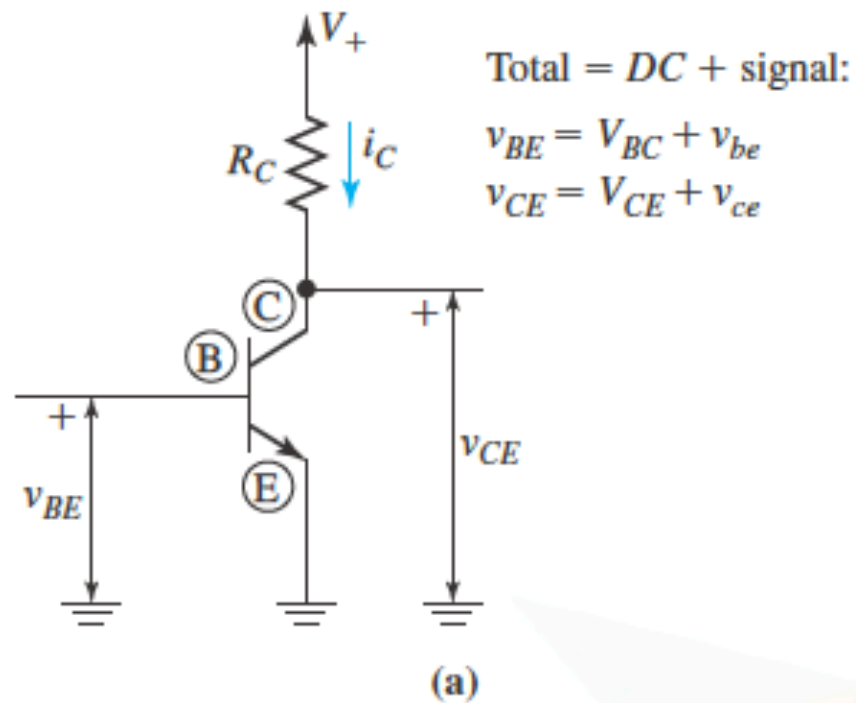 V+
Total = DC + signal:
RC
iC
vBE = VBC + vbe
vCE = VCE + vce
C
+
B
+
vCE
E
vBE
(a)